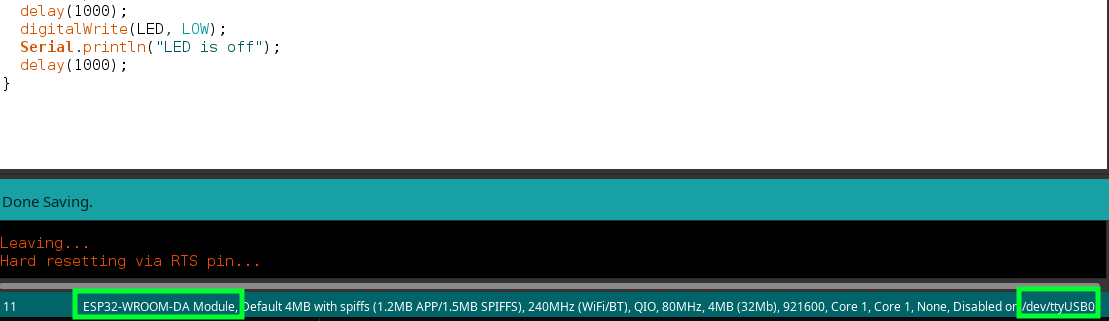 delay(1000);
digitalWrite(LED, LOW);
Serial.println("LED is off");
delay(1000);
}
Done Saving.
Leaving...
Hard resetting via RTS pin...
11 ESP32-WROOM-DA Module, Default 4MB with spiffs (1.2MB APP/1.5MB SPIFFS), 240MHz (WiFi/BT), QIO, 80MHz, 4MB (32Mb), 921600, Core 1, Core 1, None, Disabled on /dev/ttyUSB0